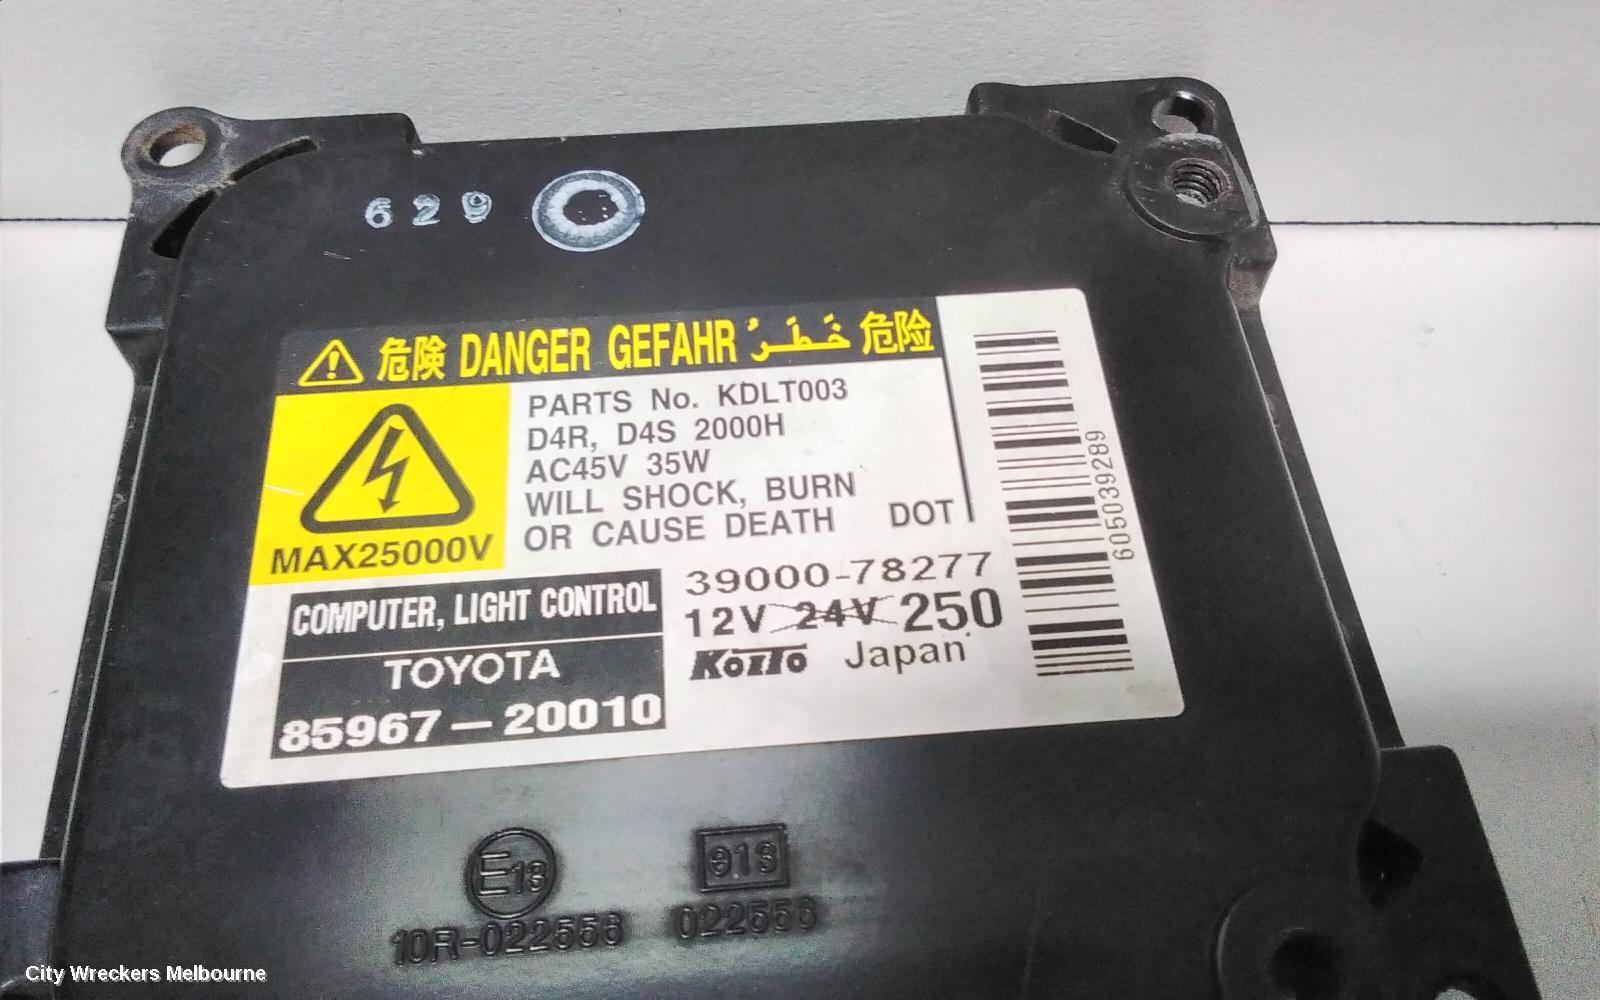 629
危険 DANGER GEFAHR خَطَرُ 危险
PARTS No. KDLT003
D4R, D4S 2000H
AC45V 35W
WILL SHOCK, BURN
OR CAUSE DEATH DOT
MAX25000V
605039289
COMPUTER, LIGHT CONTROL
TOYOTA
85967-20010
39000-78277
12V 24V 250
KOITO Japan
E13
10R-022556
e13
022556
City Wreckers Melbourne